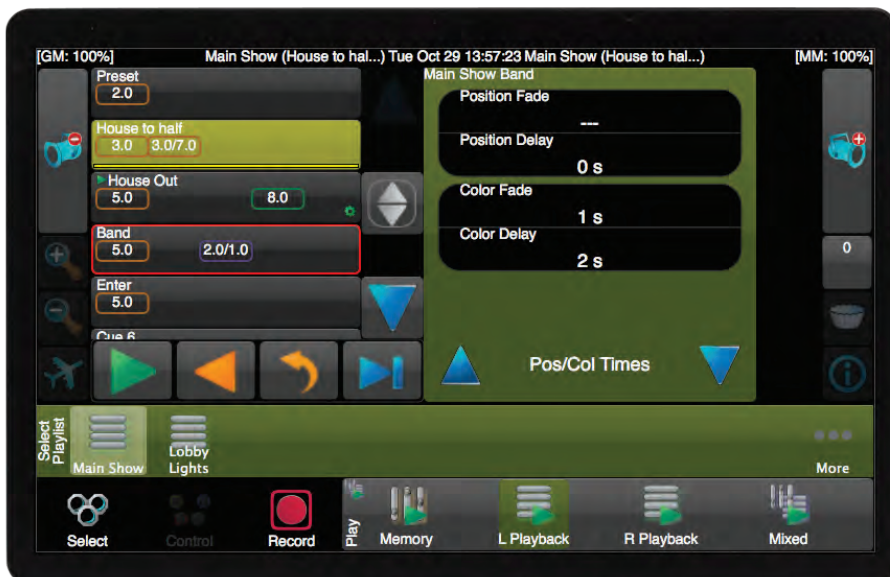 [GM: 100%] Main Show (House to hal...) Tue Oct 29 13:57:23 Main Show (House to hal...) [MM: 100%]
Preset
2.0
House to half
3.0 3.0/7.0
House Out
5.0 8.0
Band
5.0 2.0/1.0
Enter
5.0
Cue 6
Main Show Band
Position Fade
---
Position Delay
0 s
Color Fade
1 s
Color Delay
2 s
Pos/Col Times
0
Select
Playlist
Main Show
Lobby
Lights
More
Select
Control
Record
Play
Memory
L Playback
R Playback
Mixed